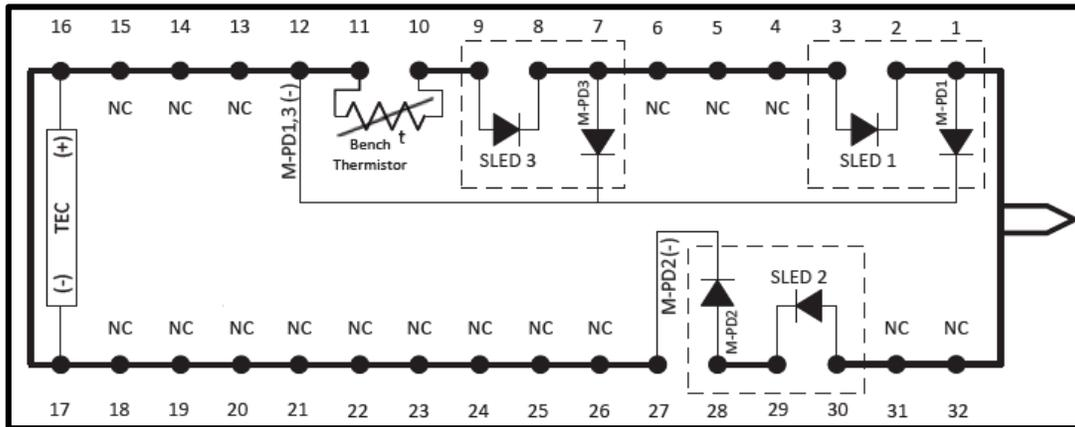 16 15 14 13 12 11 10 9 8 7 6 5 4 3 2 1
NC NC NC
M-PD1,3 (-)
Bench t
Thermistor
SLED 3
M-PD3
NC NC NC
SLED 1
M-PD1
(+)
TEC
(-)
M-PD2(-)
M-PD2
SLED 2
NC NC NC NC NC NC NC NC NC NC NC
17 18 19 20 21 22 23 24 25 26 27 28 29 30 31 32